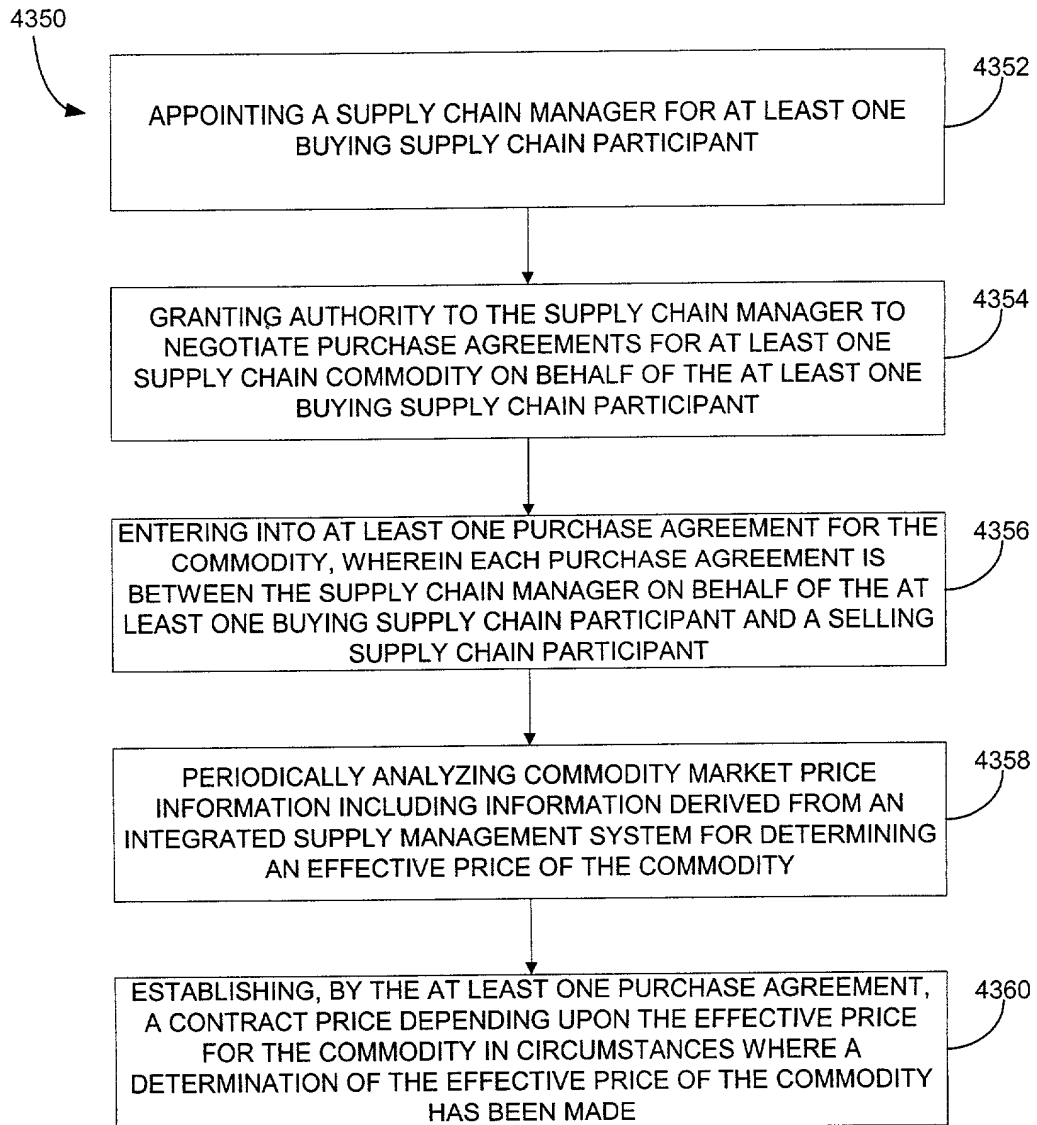 4350
4352
APPOINTING A SUPPLY CHAIN MANAGER FOR AT LEAST ONE
BUYING SUPPLY CHAIN PARTICIPANT
4354
GRANTING AUTHORITY TO THE SUPPLY CHAIN MANAGER TO
NEGOTIATE PURCHASE AGREEMENTS FOR AT LEAST ONE
SUPPLY CHAIN COMMODITY ON BEHALF OF THE AT LEAST ONE
BUYING SUPPLY CHAIN PARTICIPANT
4356
ENTERING INTO AT LEAST ONE PURCHASE AGREEMENT FOR THE
COMMODITY, WHEREIN EACH PURCHASE AGREEMENT IS
BETWEEN THE SUPPLY CHAIN MANAGER ON BEHALF OF THE AT
LEAST ONE BUYING SUPPLY CHAIN PARTICIPANT AND A SELLING
SUPPLY CHAIN PARTICIPANT
4358
PERIODICALLY ANALYZING COMMODITY MARKET PRICE
INFORMATION INCLUDING INFORMATION DERIVED FROM AN
INTEGRATED SUPPLY MANAGEMENT SYSTEM FOR DETERMINING
AN EFFECTIVE PRICE OF THE COMMODITY
4360
ESTABLISHING, BY THE AT LEAST ONE PURCHASE AGREEMENT,
A CONTRACT PRICE DEPENDING UPON THE EFFECTIVE PRICE
FOR THE COMMODITY IN CIRCUMSTANCES WHERE A
DETERMINATION OF THE EFFECTIVE PRICE OF THE COMMODITY
HAS BEEN MADE